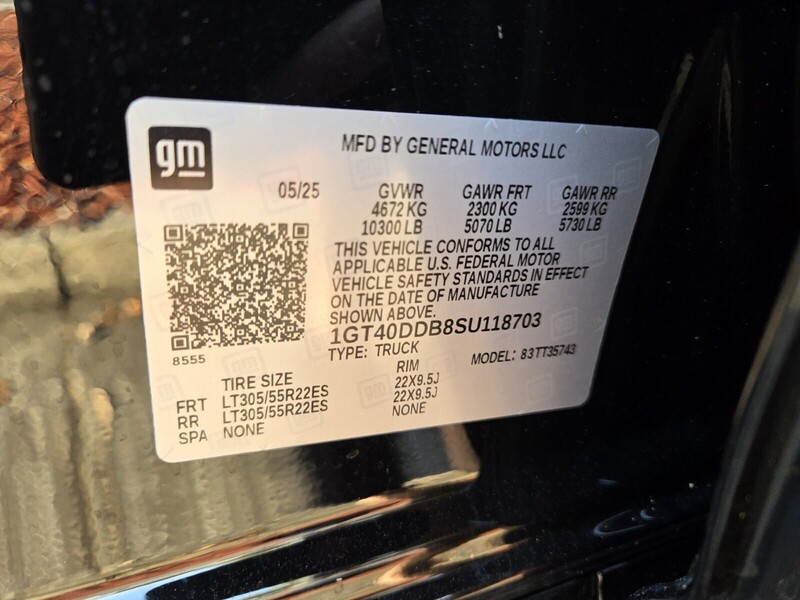 gm
MFD BY GENERAL MOTORS LLC
05/25 GVWR GAWR FRT GAWR RR
4672 KG 2300 KG 2599 KG
10300 LB 5070 LB 5730 LB
THIS VEHICLE CONFORMS TO ALL
APPLICABLE U.S. FEDERAL MOTOR
VEHICLE SAFETY STANDARDS IN EFFECT
ON THE DATE OF MANUFACTURE
SHOWN ABOVE.
1GT40DDB8SU118703
8555
TYPE: TRUCK MODEL: 83TT35743
TIRE SIZE RIM
FRT LT305/55R22ES 22X9.5J
RR LT305/55R22ES 22X9.5J
SPA NONE NONE